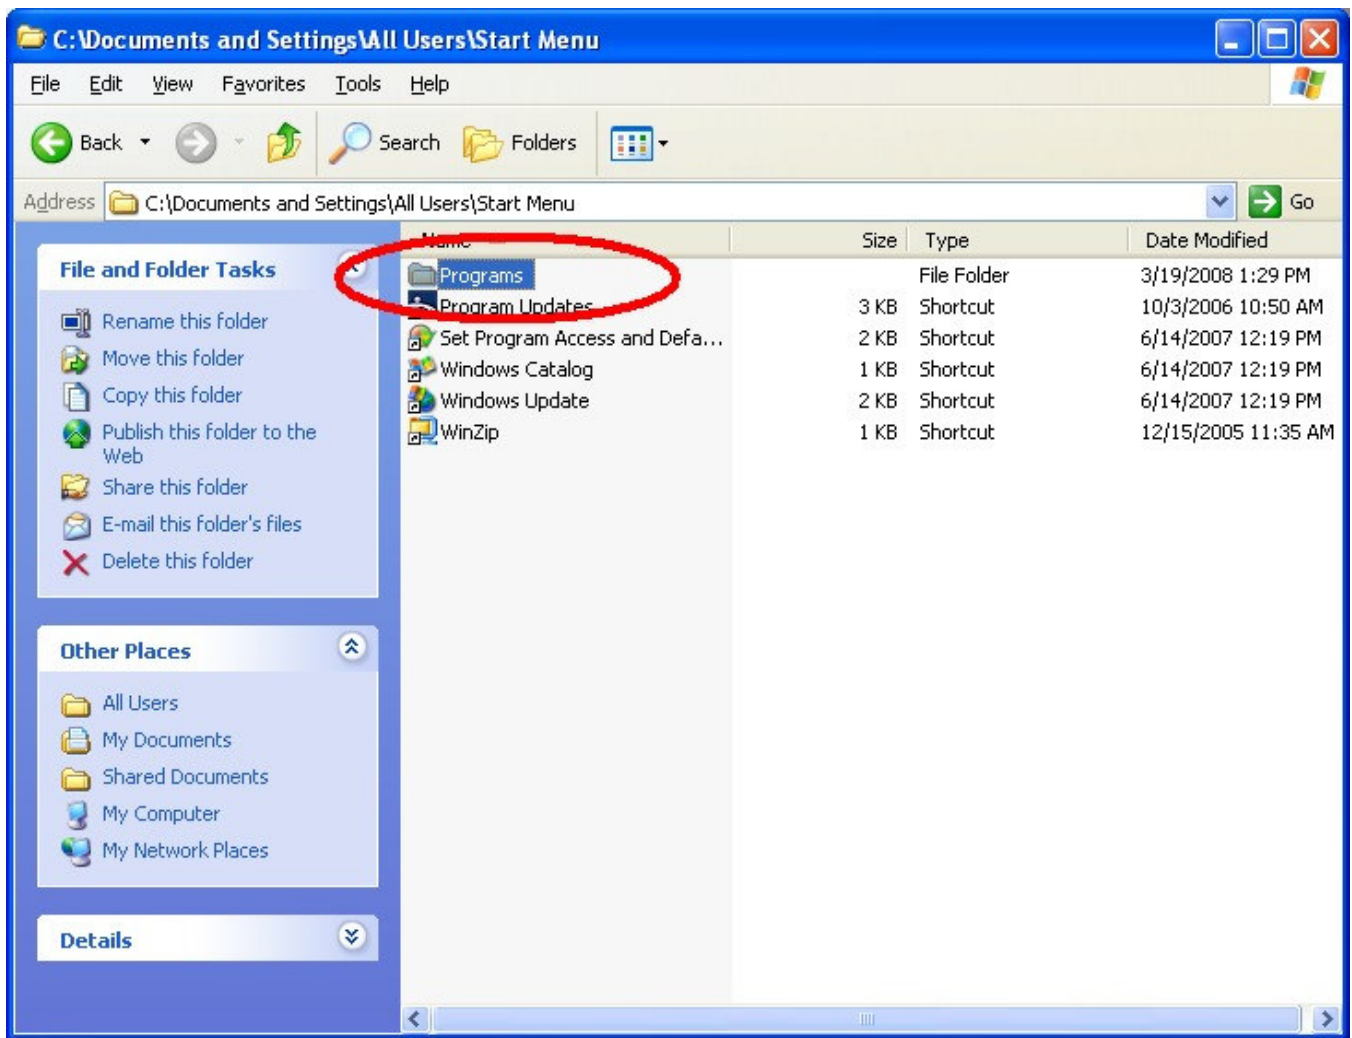 C:\Documents and Settings\All Users\Start Menu
File Edit View Favorites Tools Help
Back Search Folders
Address C:\Documents and Settings\All Users\Start Menu Go
Name Size Type Date Modified
File and Folder Tasks
Rename this folder
Move this folder
Copy this folder
Publish this folder to the
Web
Share this folder
E-mail this folder's files
Delete this folder
Other Places
All Users
My Documents
Shared Documents
My Computer
My Network Places
Details
Programs File Folder 3/19/2008 1:29 PM
Program Updates 3 KB Shortcut 10/3/2006 10:50 AM
Set Program Access and Defa... 2 KB Shortcut 6/14/2007 12:19 PM
Windows Catalog 1 KB Shortcut 6/14/2007 12:19 PM
Windows Update 2 KB Shortcut 6/14/2007 12:19 PM
WinZip 1 KB Shortcut 12/15/2005 11:35 AM